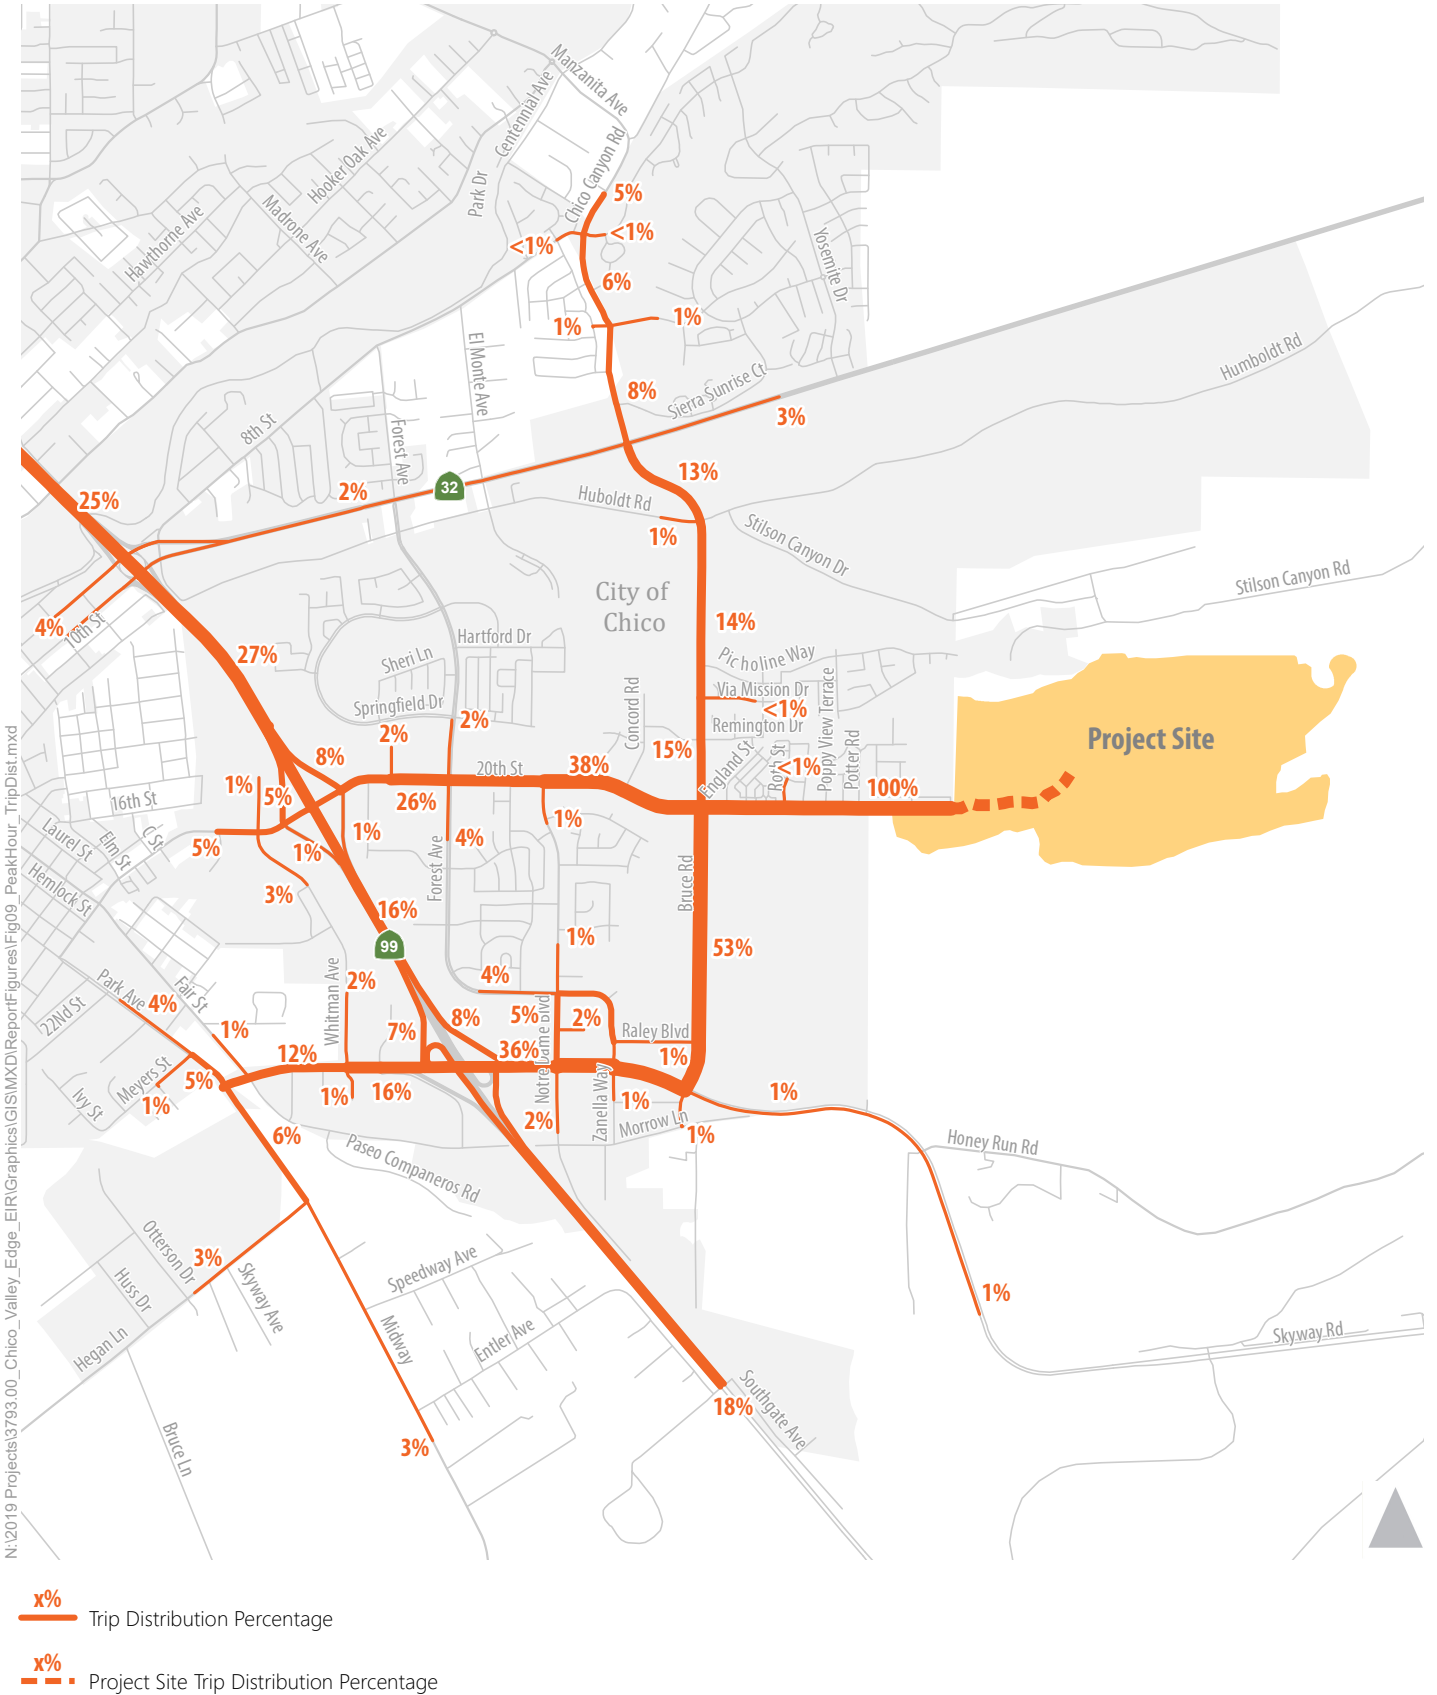 Manzanita Ave
Centennial Ave
Hooker Oak Ave
Chico Canyon Rd
Park Dr
5%
Madrone Ave
Hawthorne Ave
<1%
<1%
Yosemite Dr
6%
1%
1%
El Monte Ave
Humboldt Rd
8%
Sierra Sunrise Ct
3%
8th St
Forest Ave
13%
2%
32
25%
Huboldt Rd
1%
Stilson Canyon Dr
Stilson Canyon Rd
City of
Chico
14%
4%
10th St
Hartford Dr
27%
Sheri Ln
Picholine Way
Via Mission Dr
<1%
Springfield Dr
Concord Rd
Remington Dr
Poppy View Terrace
2%
2%
Project Site
8%
15%
England St
Roth St
Potter Rd
<1%
38%
20th St
1%
5%
100%
26%
16th St
1%
1%
4%
5%
1%
Laurel St
Elm St
C St
Forest Ave
Bruce Rd
Hemlock St
3%
16%
99
1%
53%
Park Ave
Fair St
2%
4%
Whitman Ave
4%
22Nd St
1%
7%
8%
5%
2%
Notre Dame Blvd
Raley Blvd
12%
36%
1%
Meyers St
5%
1%
Ivy St
1%
16%
Zanella Way
1%
1%
2%
Morrow Ln
1%
6%
Paseo Companeros Rd
Honey Run Rd
Otterson Dr
3%
Speedway Ave
Skyway Ave
Huss Dr
1%
Midway
Entler Ave
Skyway Rd
Hegan Ln
Southgate Ave
18%
Bruce Ln
3%
N:\2019 Projects\3793.00_Chico_Valley_Edge_EIR\Graphics\GIS\MXD\ReportFigures\Fig09_PeakHour_TripDist.mxd
x%
Trip Distribution Percentage
x%
Project Site Trip Distribution Percentage